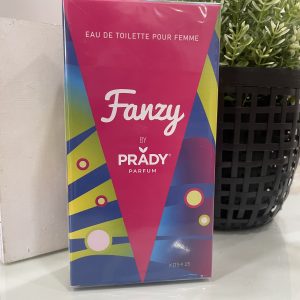 EAU DE TOILETTE POUR FEMME
Fanzy
BY
PRADY®
PARFUM